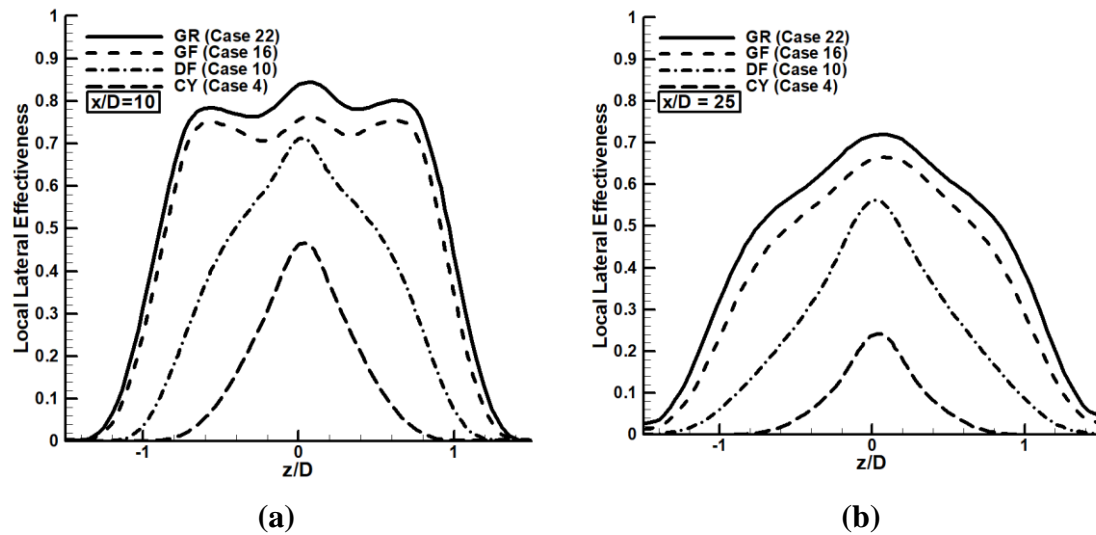 1
0.9
0.8
0.7
0.6
0.5
0.4
0.3
0.2
0.1
0
Local Lateral Effectiveness
GR (Case 22)
GF (Case 16)
DF (Case 10)
CY (Case 4)
x/D=10
-1
0
1
z/D
(a)
1
0.9
0.8
0.7
0.6
0.5
0.4
0.3
0.2
0.1
0
Local Lateral Effectiveness
GR (Case 22)
GF (Case 16)
DF (Case 10)
CY (Case 4)
x/D = 25
-1
0
1
z/D
(b)